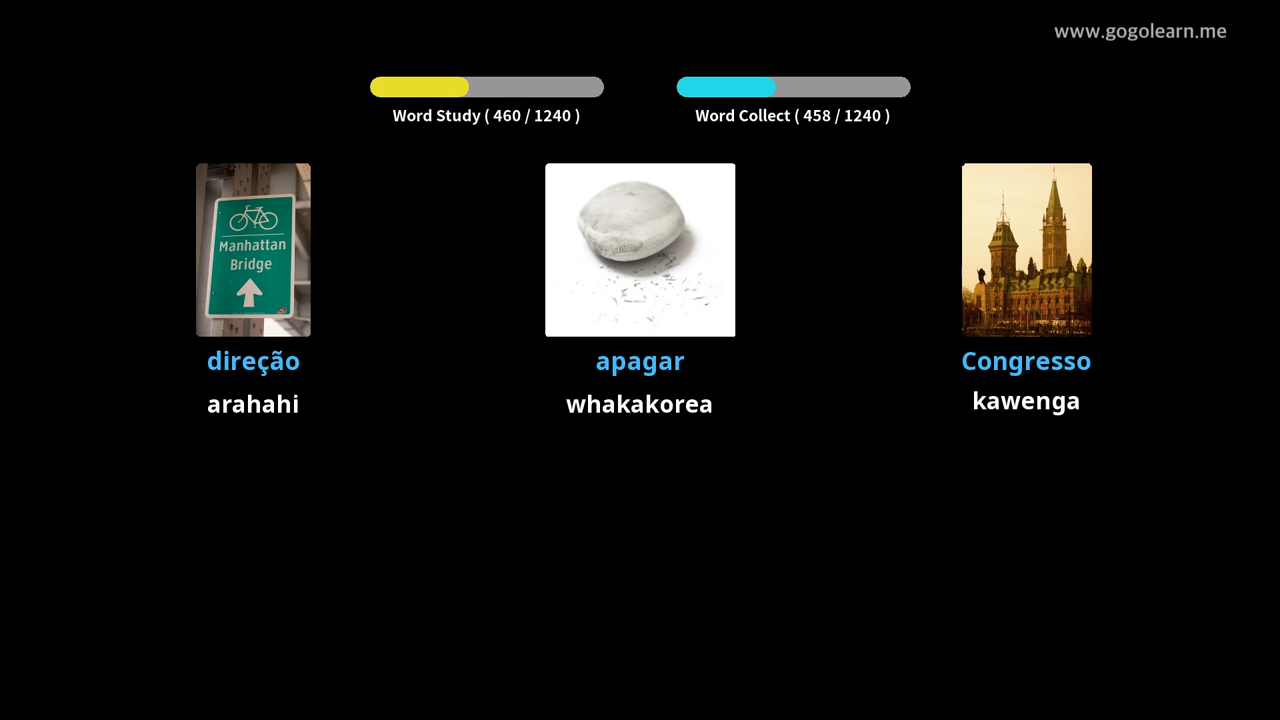 www.gogolearn.me
Word Study ( 460 / 1240 )
Word Collect ( 458 / 1240 )
Manhattan
Bridge
direção
apagar
Congresso
arahahi
whakakorea
kawenga